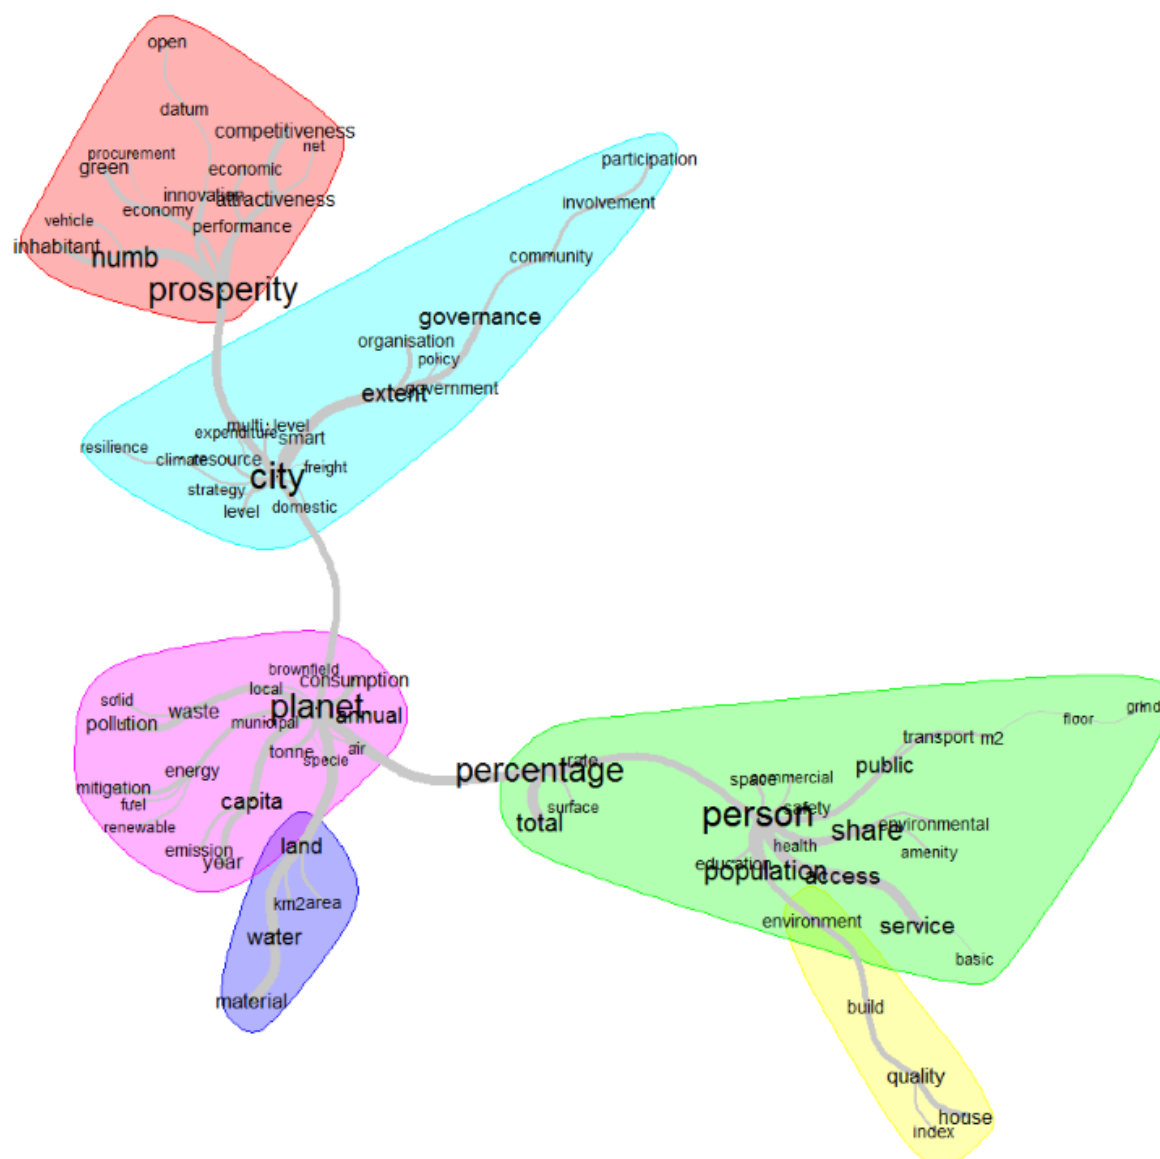 open
datum
competitiveness
net
procurement
green
economic
innovation
attractiveness
economy
vehicle
performance
inhabitant
numb
prosperity
participation
involvement
community
governance
organisation
policy
extent
government
multi-level
expenditure
smart
resilience
climate
resource
freight
city
strategy
level
domestic
brownfield
consumption
local
solid
planet
annual
waste
pollution
municipal
tonne
air
specie
energy
mitigation
fuel
capita
renewable
emission
year
land
km2
area
water
material
grind
floor
transport
m2
rate
percentage
public
space
commercial
surface
safety
total
person
share
environmental
health
amenity
education
population
access
environment
service
basic
build
quality
house
index